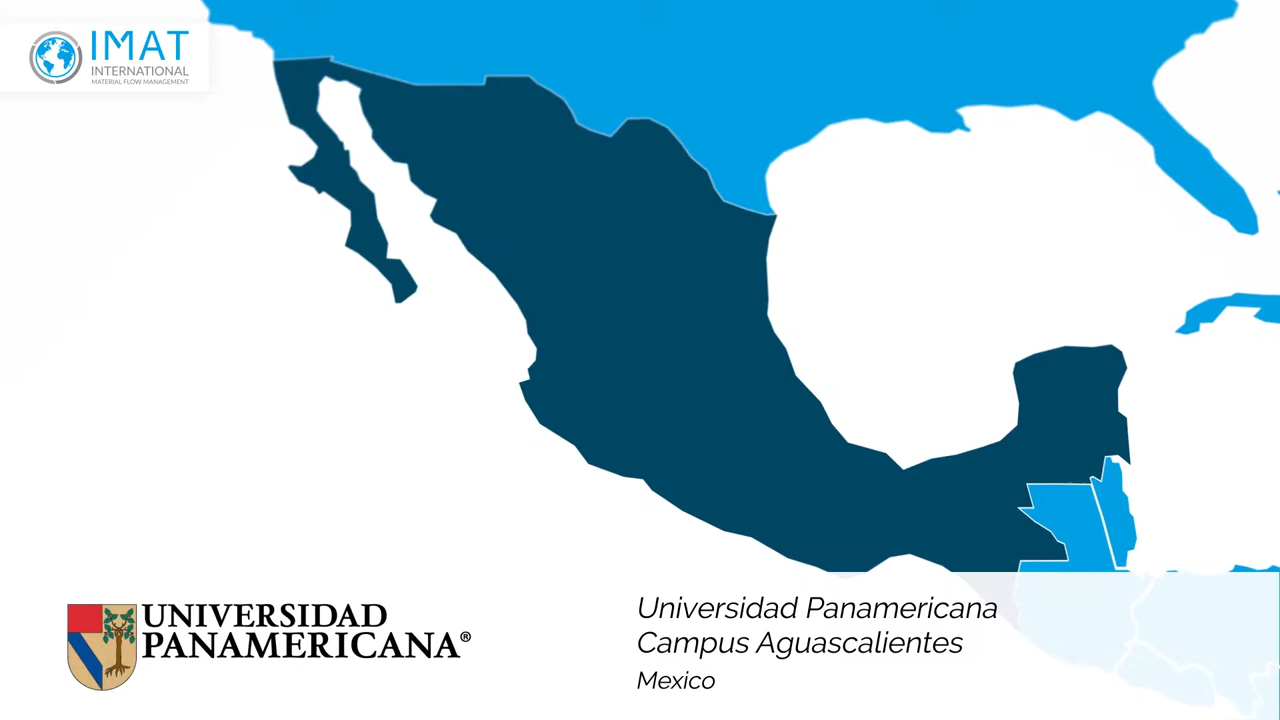 IMAT
INTERNATIONAL
MATERIAL FLOW MANAGEMENT
UNIVERSIDAD
PANAMERICANA®
Universidad Panamericana
Campus Aguascalientes
Mexico